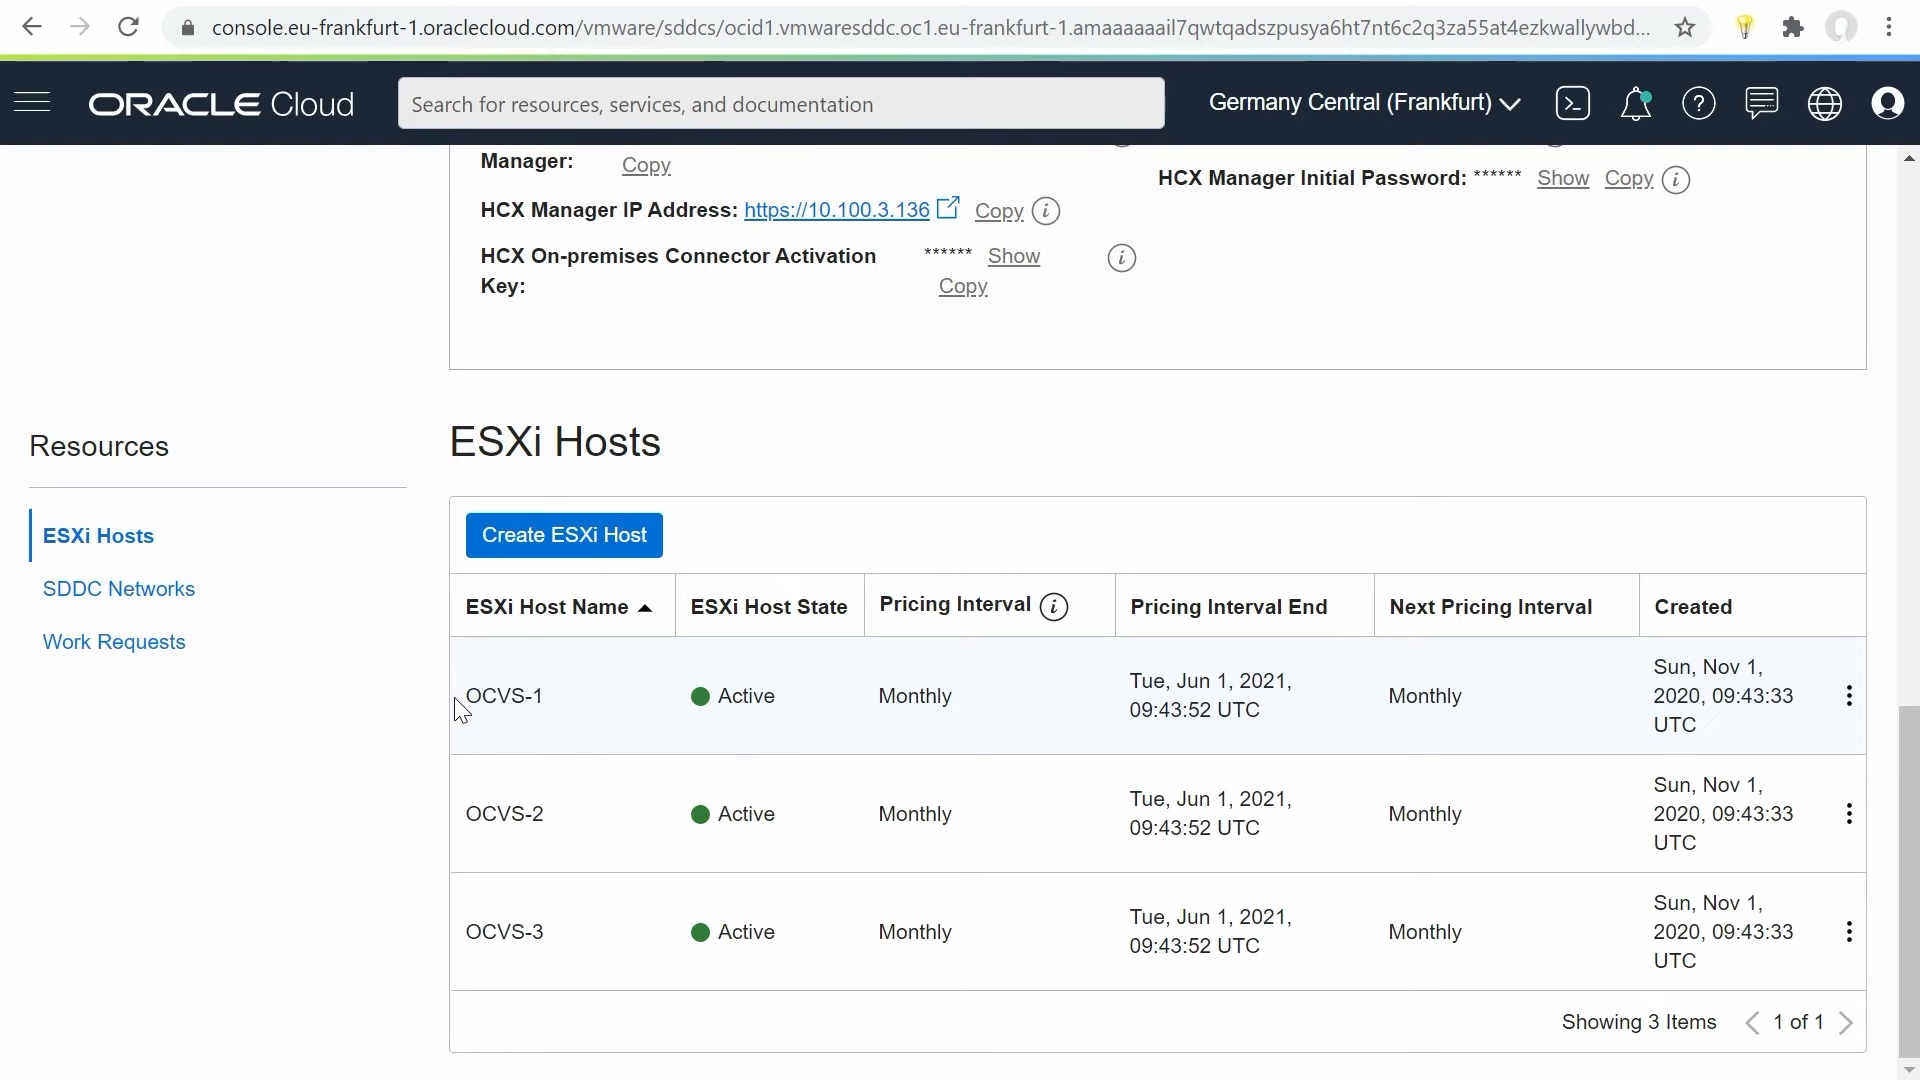 console.eu-frankfurt-1.oraclecloud.com/vmware/sddcs/ocid1.vmwaresddc.oc1.eu-frankfurt-1.amaaaaaail7qwtqadszpusya6ht7nt6c2q3za55at4ezkwallywbd...
ORACLE Cloud
Search for resources, services, and documentation
Germany Central (Frankfurt)
Manager:
Copy
HCX Manager Initial Password: ****** Show Copy
HCX Manager IP Address: https://10.100.3.136 Copy
HCX On-premises Connector Activation
Key:
****** Show
Copy
Resources
ESXi Hosts
SDDC Networks
Work Requests
ESXi Hosts
Create ESXi Host
ESXi Host Name ESXi Host State Pricing Interval Pricing Interval End Next Pricing Interval Created
OCVS-1
Active
Monthly
Tue, Jun 1, 2021,
09:43:52 UTC
Monthly
Sun, Nov 1,
2020, 09:43:33
UTC
OCVS-2
Active
Monthly
Tue, Jun 1, 2021,
09:43:52 UTC
Monthly
Sun, Nov 1,
2020, 09:43:33
UTC
OCVS-3
Active
Monthly
Tue, Jun 1, 2021,
09:43:52 UTC
Monthly
Sun, Nov 1,
2020, 09:43:33
UTC
Showing 3 Items
1 of 1